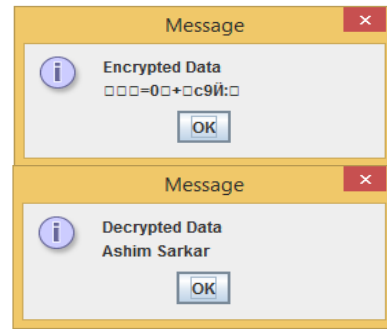 Message
Encrypted Data
□□□=0□+□c9Й:□
OK
Message
Decrypted Data
Ashim Sarkar
OK